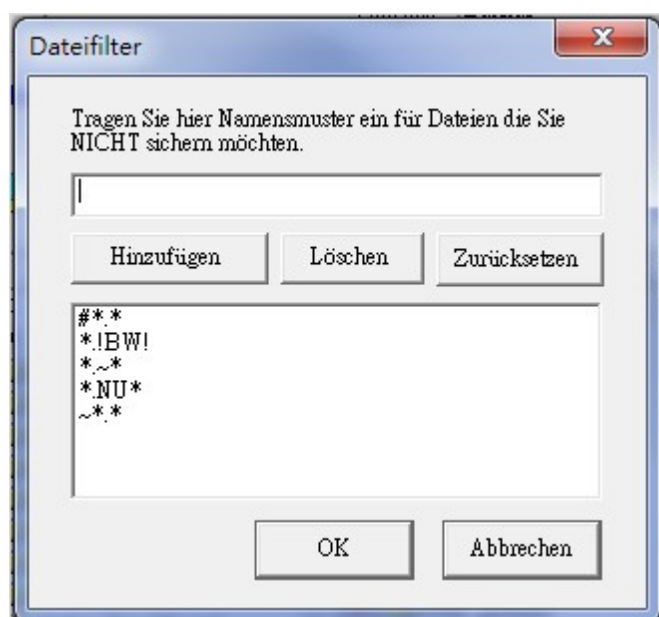 Dateifilter
Tragen Sie hier Namensmuster ein für Dateien die Sie
NICHT sichern möchten.
Hinzufügen Löschen Zurücksetzen
#*.*
*.!BW!
*.~*
*.NU*
~*.*
OK Abbrechen